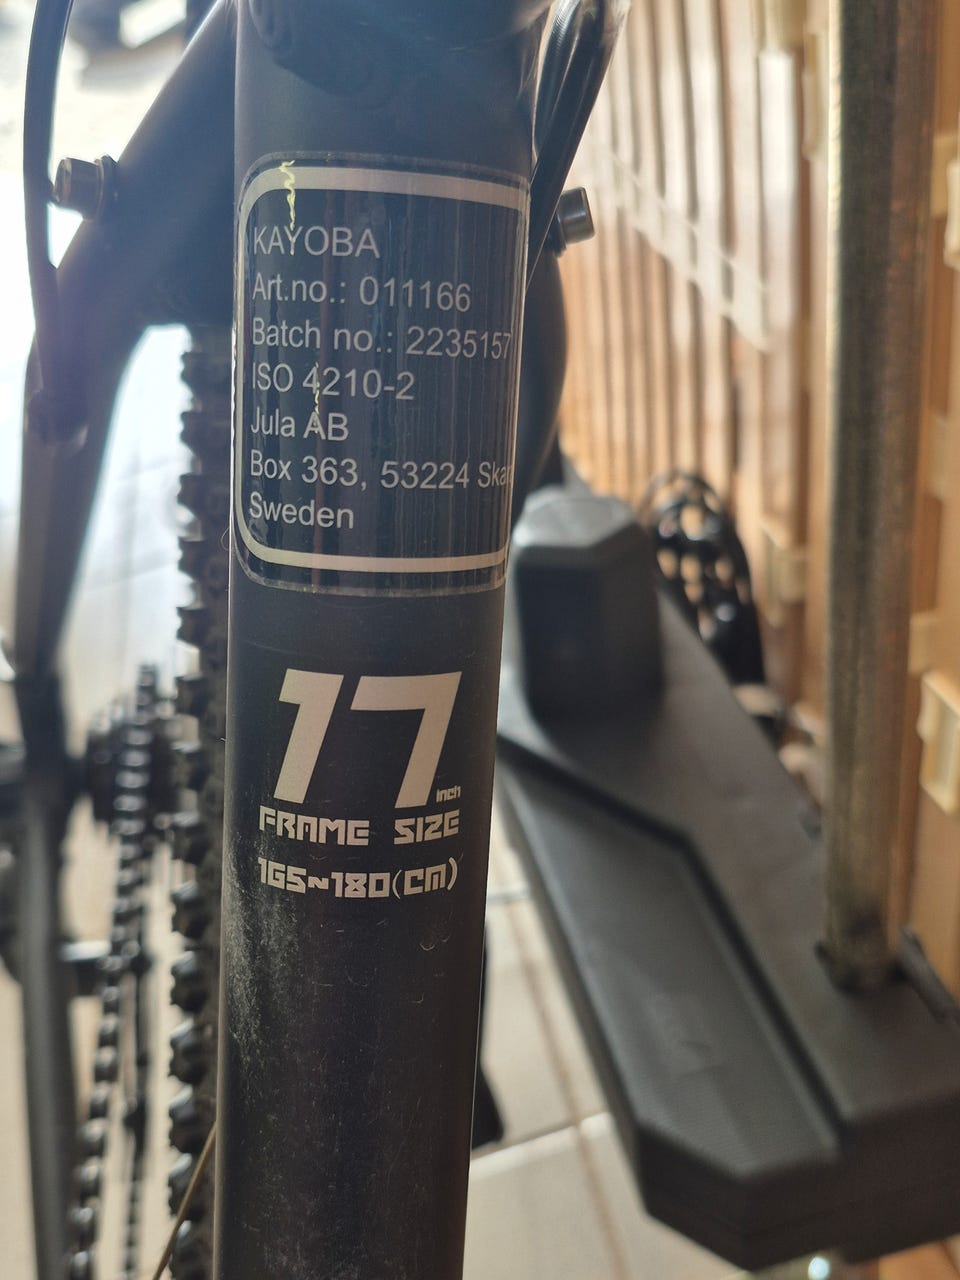 KAYOBA
Art.no.: 011166
Batch no.: 2235157
ISO 4210-2
Jula AB
Box 363, 53224
Sweden
17
inch
FRAME SIZE
165~180(CM)